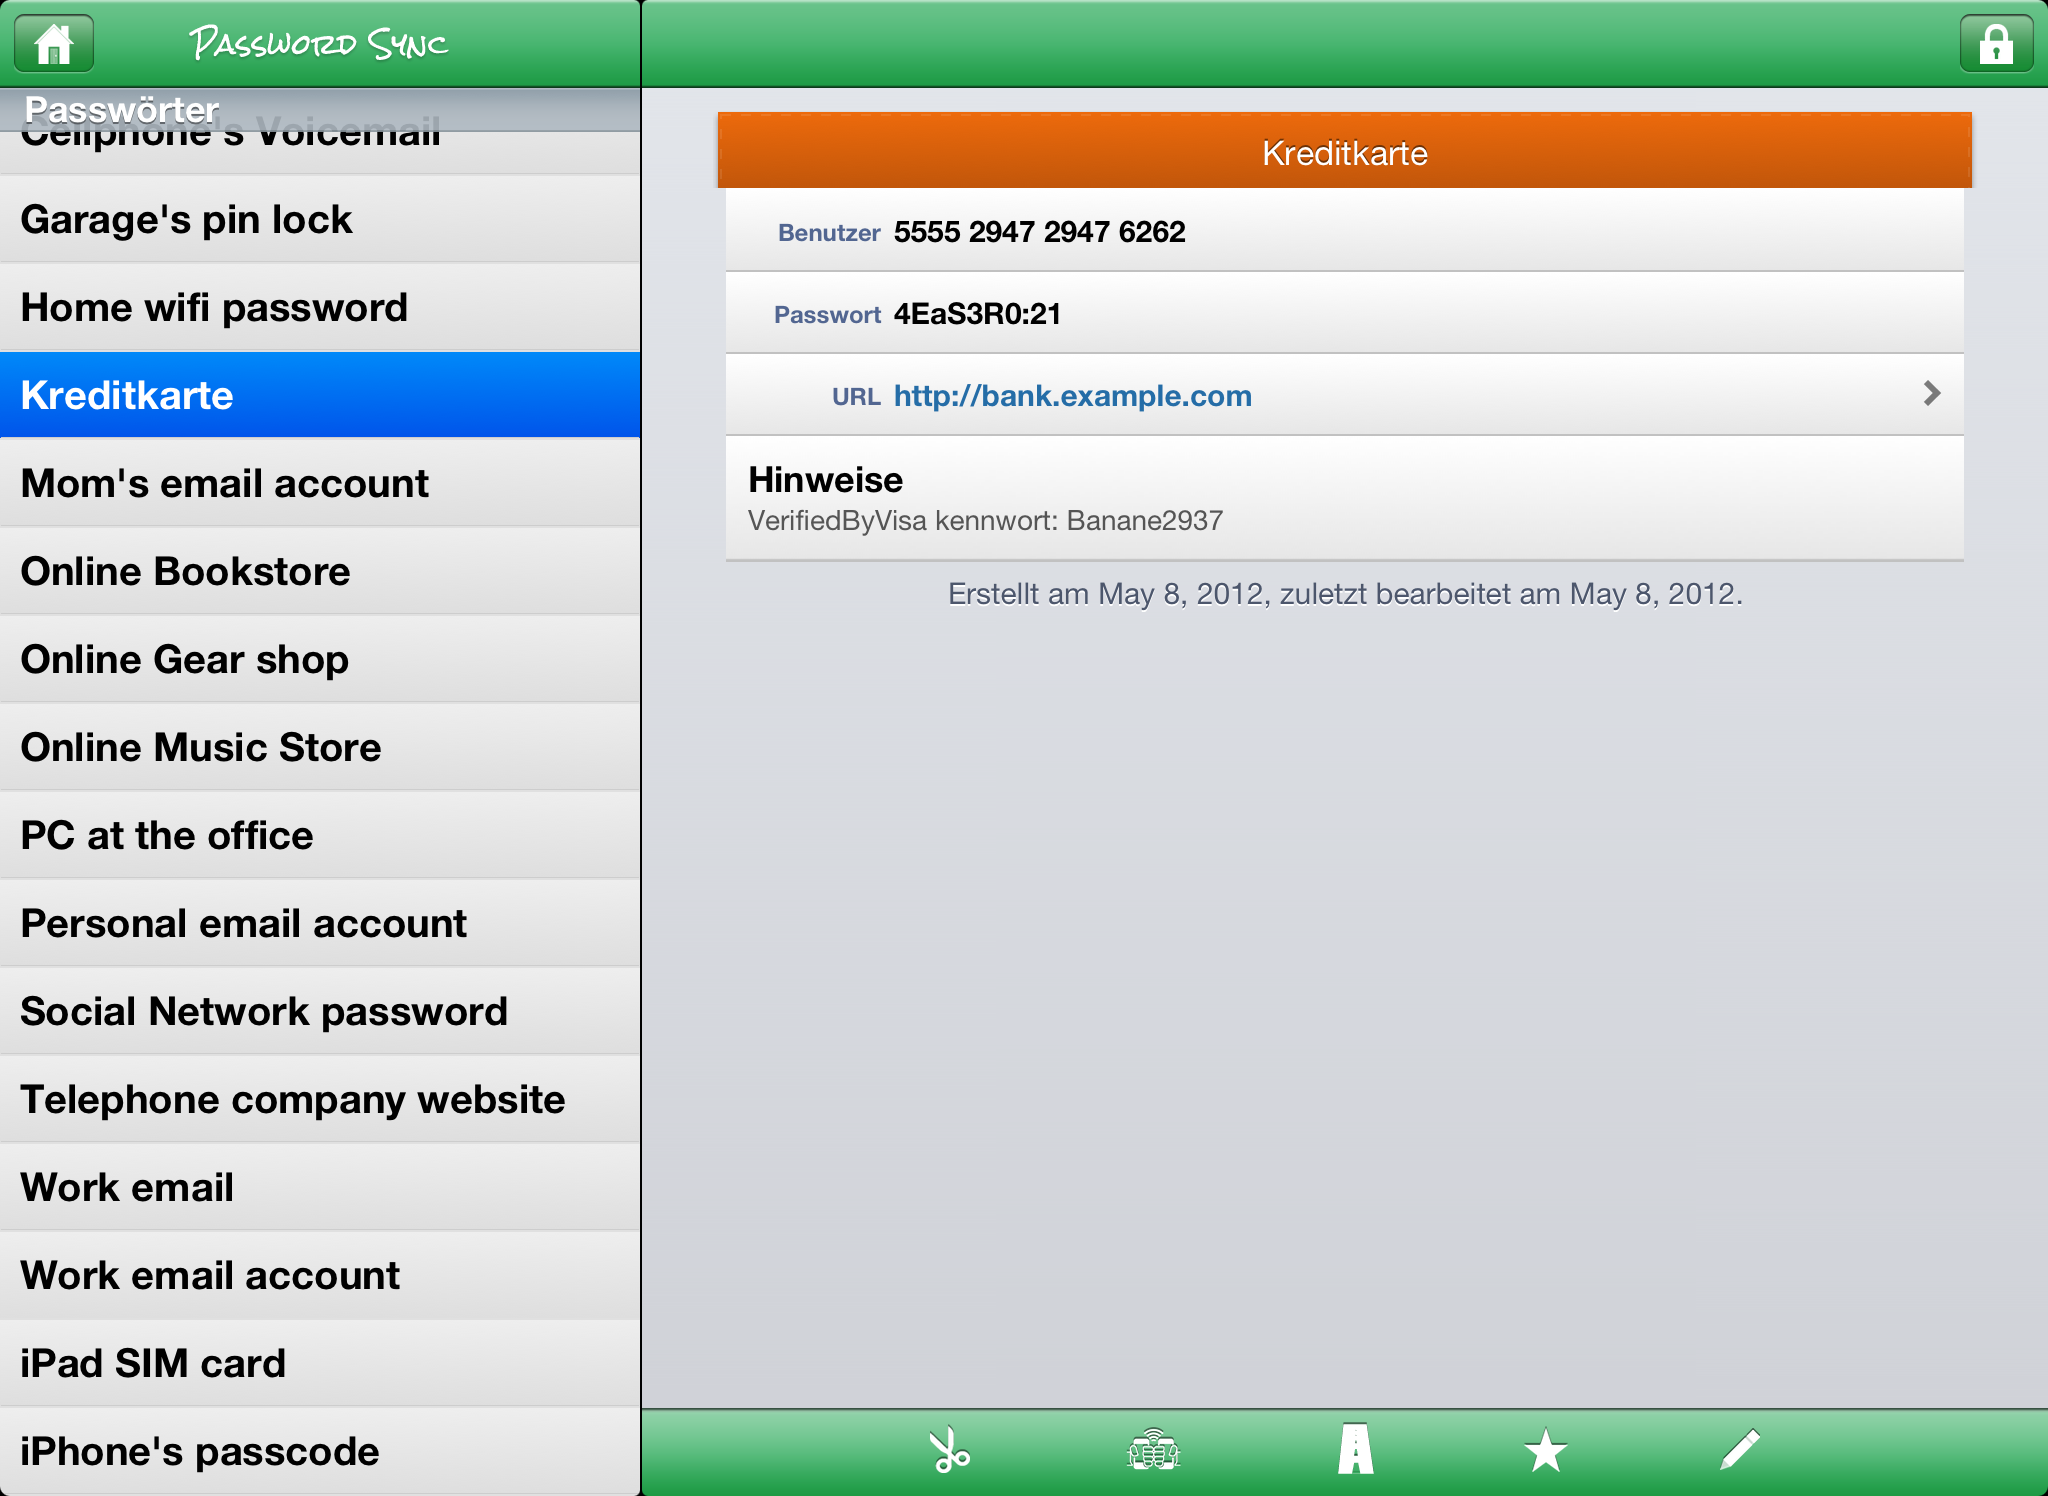 Password Sync
Passwörter
Cellphone's Voicemail
Garage's pin lock
Home wifi password
Kreditkarte
Mom's email account
Online Bookstore
Online Gear shop
Online Music Store
PC at the office
Personal email account
Social Network password
Telephone company website
Work email
Work email account
iPad SIM card
iPhone's passcode
Kreditkarte
Benutzer 5555 2947 2947 6262
Passwort 4EaS3R0:21
URL http://bank.example.com
Hinweise
VerifiedByVisa kennwort: Banane2937
Erstellt am May 8, 2012, zuletzt bearbeitet am May 8, 2012.